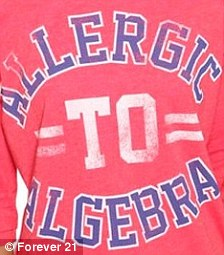 ALLERGIC
= TO =
ALGEBRA
© Forever 21